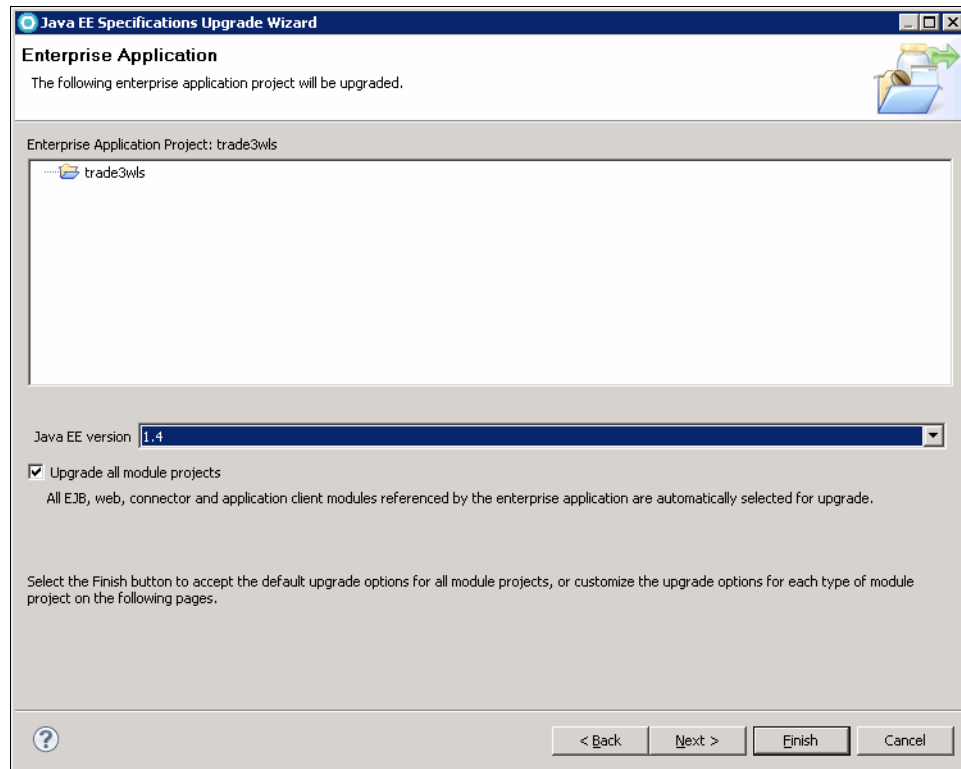 Java EE Specifications Upgrade Wizard
Enterprise Application
The following enterprise application project will be upgraded.
Enterprise Application Project: trade3wls
trade3wls
Java EE version 1.4
Upgrade all module projects
All EJB, web, connector and application client modules referenced by the enterprise application are automatically selected for upgrade.
Select the Finish button to accept the default upgrade options for all module projects, or customize the upgrade options for each type of module
project on the following pages.
? < Back Next > Finish Cancel